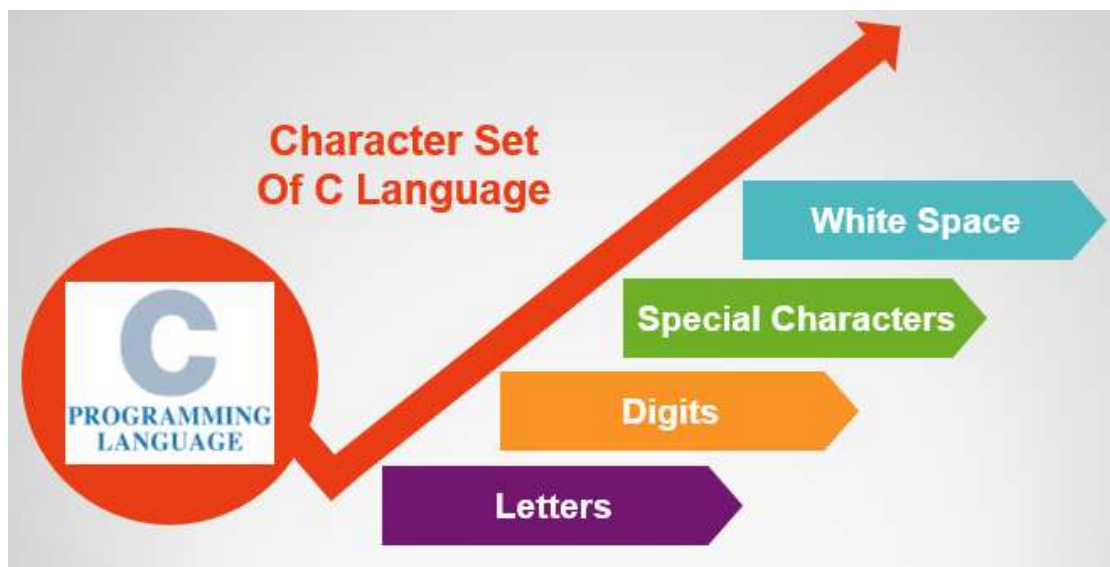 Character Set
Of C Language
White Space
Special Characters
Digits
Letters
C
PROGRAMMING
LANGUAGE